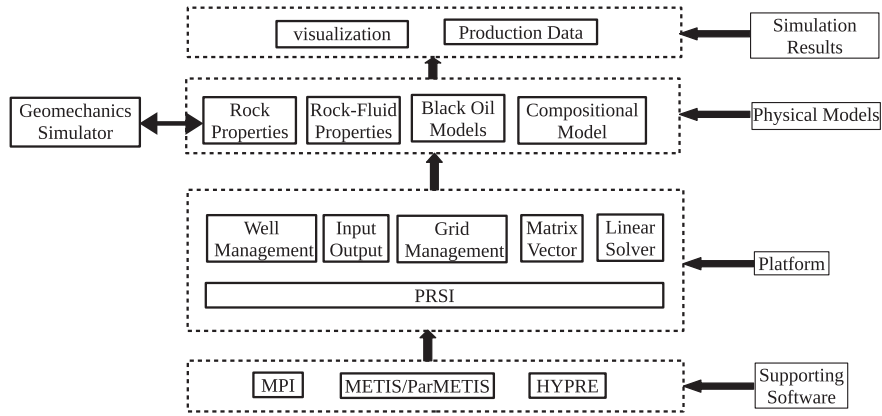 visualization
Production Data
Simulation
Results
Geomechanics
Simulator
Rock
Properties
Rock-Fluid
Properties
Black Oil
Models
Compositional
Model
Physical Models
Well
Management
Input
Output
Grid
Management
Matrix
Vector
Linear
Solver
PRSI
Platform
MPI
METIS/ParMETIS
HYPRE
Supporting
Software